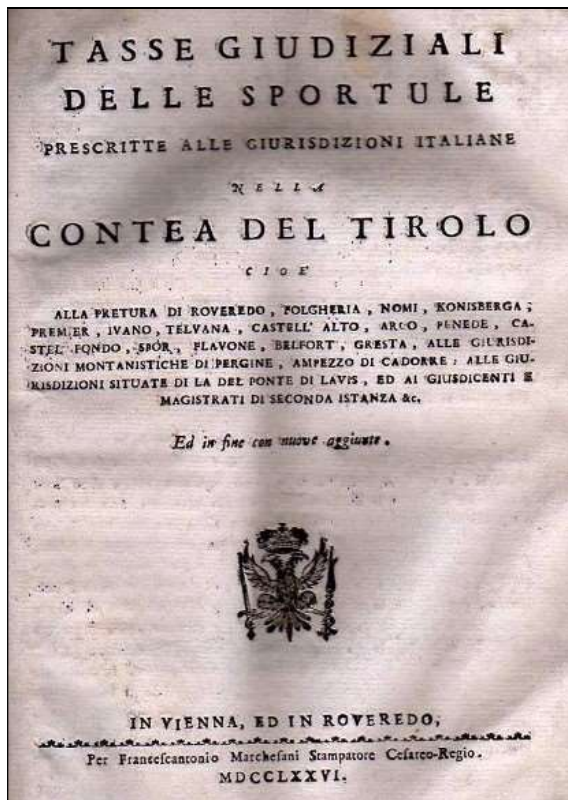 TASSE GIUDIZIALI
DELLE SPORTULE
PRESCRITTE ALLE GIURISDIZIONI ITALIANE
NELLA
CONTEA DEL TIROLO
CIOE'
ALLA PRETURA DI ROVEREDO, FOLGHERIA, NOMI, KONISBERGA;
PREMIER, IVANO, TELVANA, CASTELL' ALTO, ARCO, PENEDE, CA-
STEL FONDO, SPOR, FLAVONE, BELFORT, GRESTA, ALLE GIURISDI-
ZIONI MONTANISTICHE DI PERGINE, AMPEZZO DI CADORRE: ALLE GIU-
RISDIZIONI SITUATE DI LA DEL PONTE DI LAVIS, ED AI GIUSDICENTI E
MAGISTRATI DI SECONDA ISTANZA &c.
Ed in fine con nuove aggiunte.
IN VIENNA, ED IN ROVEREDO,
Per Francescantonio Marchesani Stampatore Cesareo-Regio.
MDCCLXXVI.